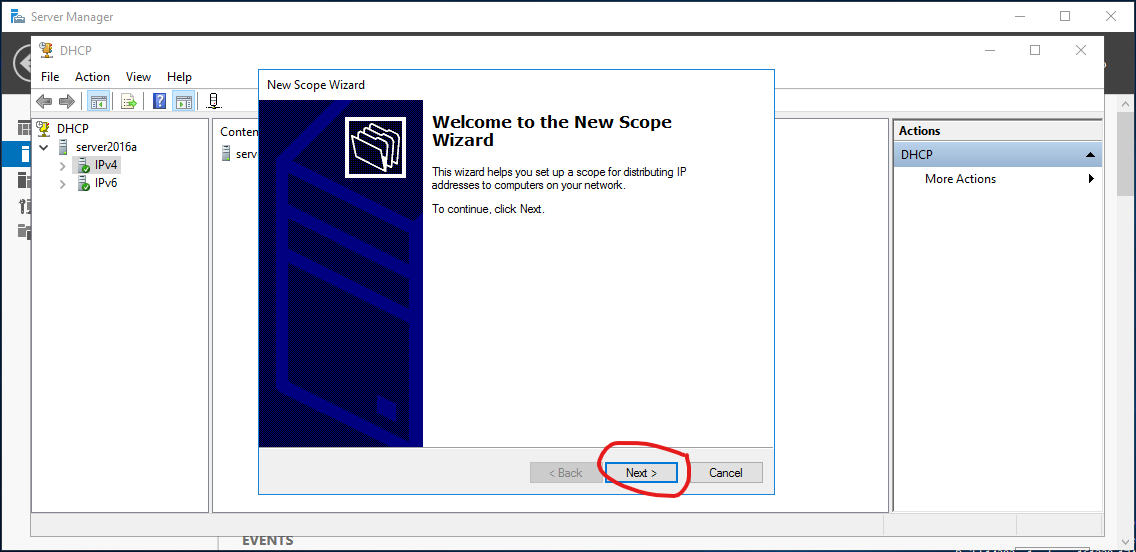 Server Manager
DHCP
File Action View Help
New Scope Wizard
DHCP
server2016a
IPv4
IPv6
Conten
serv
Welcome to the New Scope
Wizard
This wizard helps you set up a scope for distributing IP
addresses to computers on your network.
To continue, click Next.
< Back
Next >
Cancel
Actions
DHCP
More Actions
EVENTS